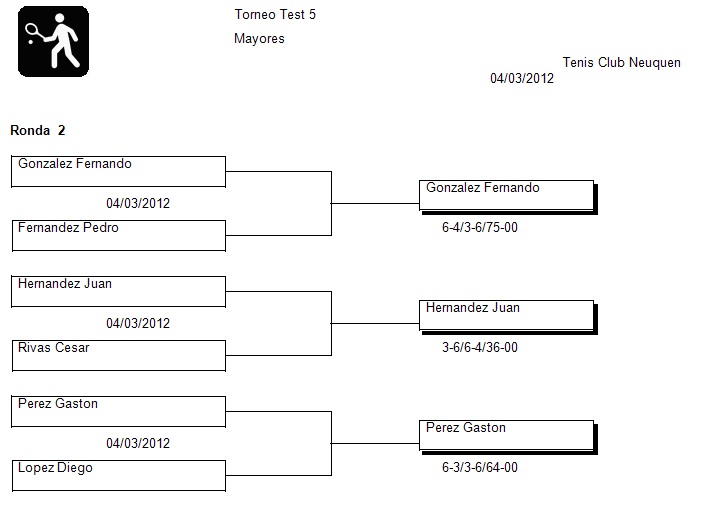 Torneo Test 5
Mayores
Tenis Club Neuquen
04/03/2012
Ronda 2
Gonzalez Fernando
04/03/2012
Fernandez Pedro
Gonzalez Fernando
6-4/3-6/75-00
Hernandez Juan
04/03/2012
Rivas Cesar
Hernandez Juan
3-6/6-4/36-00
Perez Gaston
04/03/2012
Lopez Diego
Perez Gaston
6-3/3-6/64-00